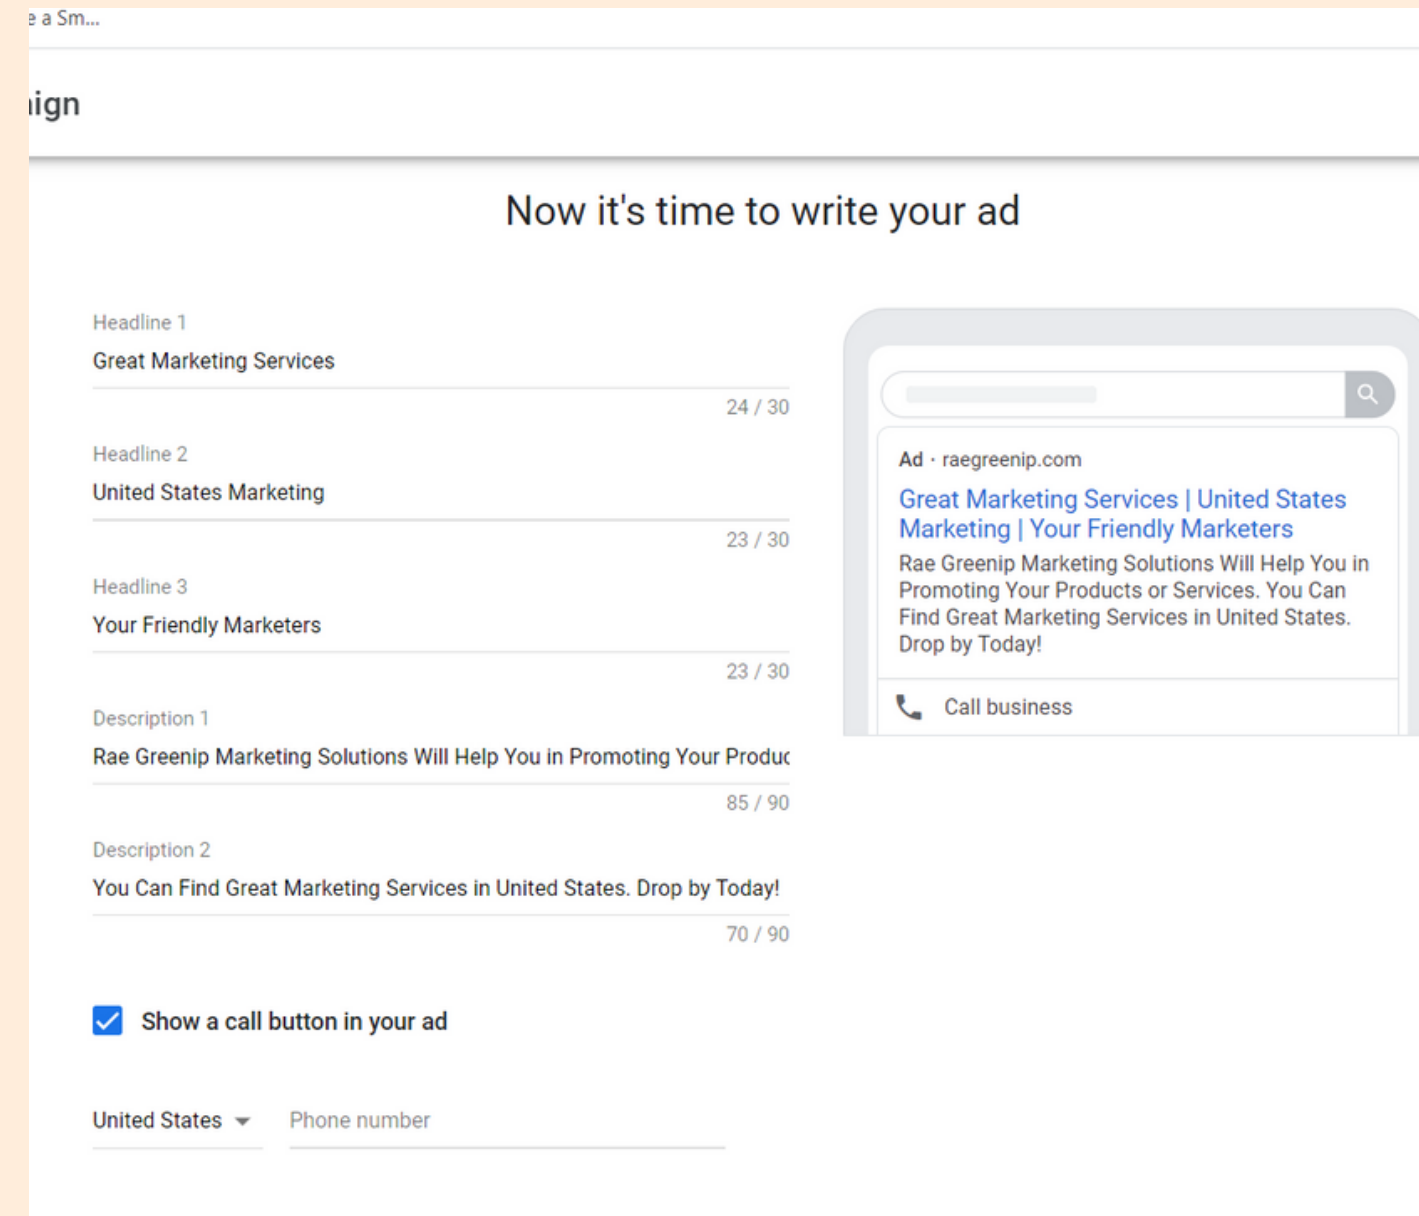 e a Sm...
ign
Now it's time to write your ad
Headline 1
Great Marketing Services
24 / 30
Headline 2
United States Marketing
23 / 30
Headline 3
Your Friendly Marketers
23 / 30
Description 1
Rae Greenip Marketing Solutions Will Help You in Promoting Your Produc
85 / 90
Description 2
You Can Find Great Marketing Services in United States. Drop by Today!
70 / 90
Show a call button in your ad
United States Phone number
Ad · raegreenip.com
Great Marketing Services | United States
Marketing | Your Friendly Marketers
Rae Greenip Marketing Solutions Will Help You in
Promoting Your Products or Services. You Can
Find Great Marketing Services in United States.
Drop by Today!
Call business